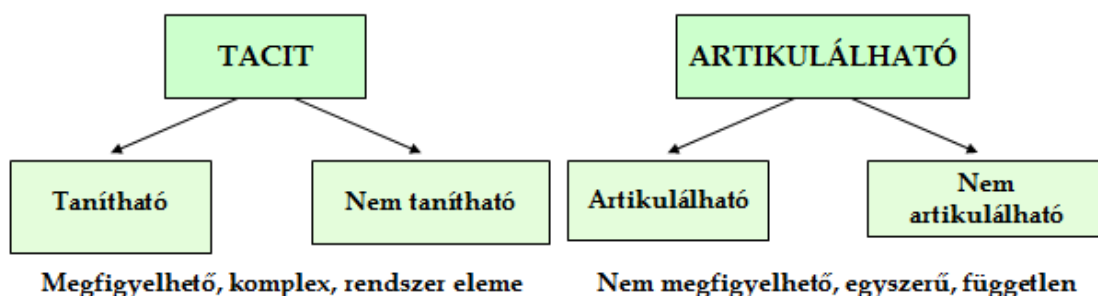 TACIT
ARTIKULÁLHATÓ
Tanítható
Nem tanítható
Artikulálható
Nem
artikulálható
Megfigyelhető, komplex, rendszer eleme
Nem megfigyelhető, egyszerű, független